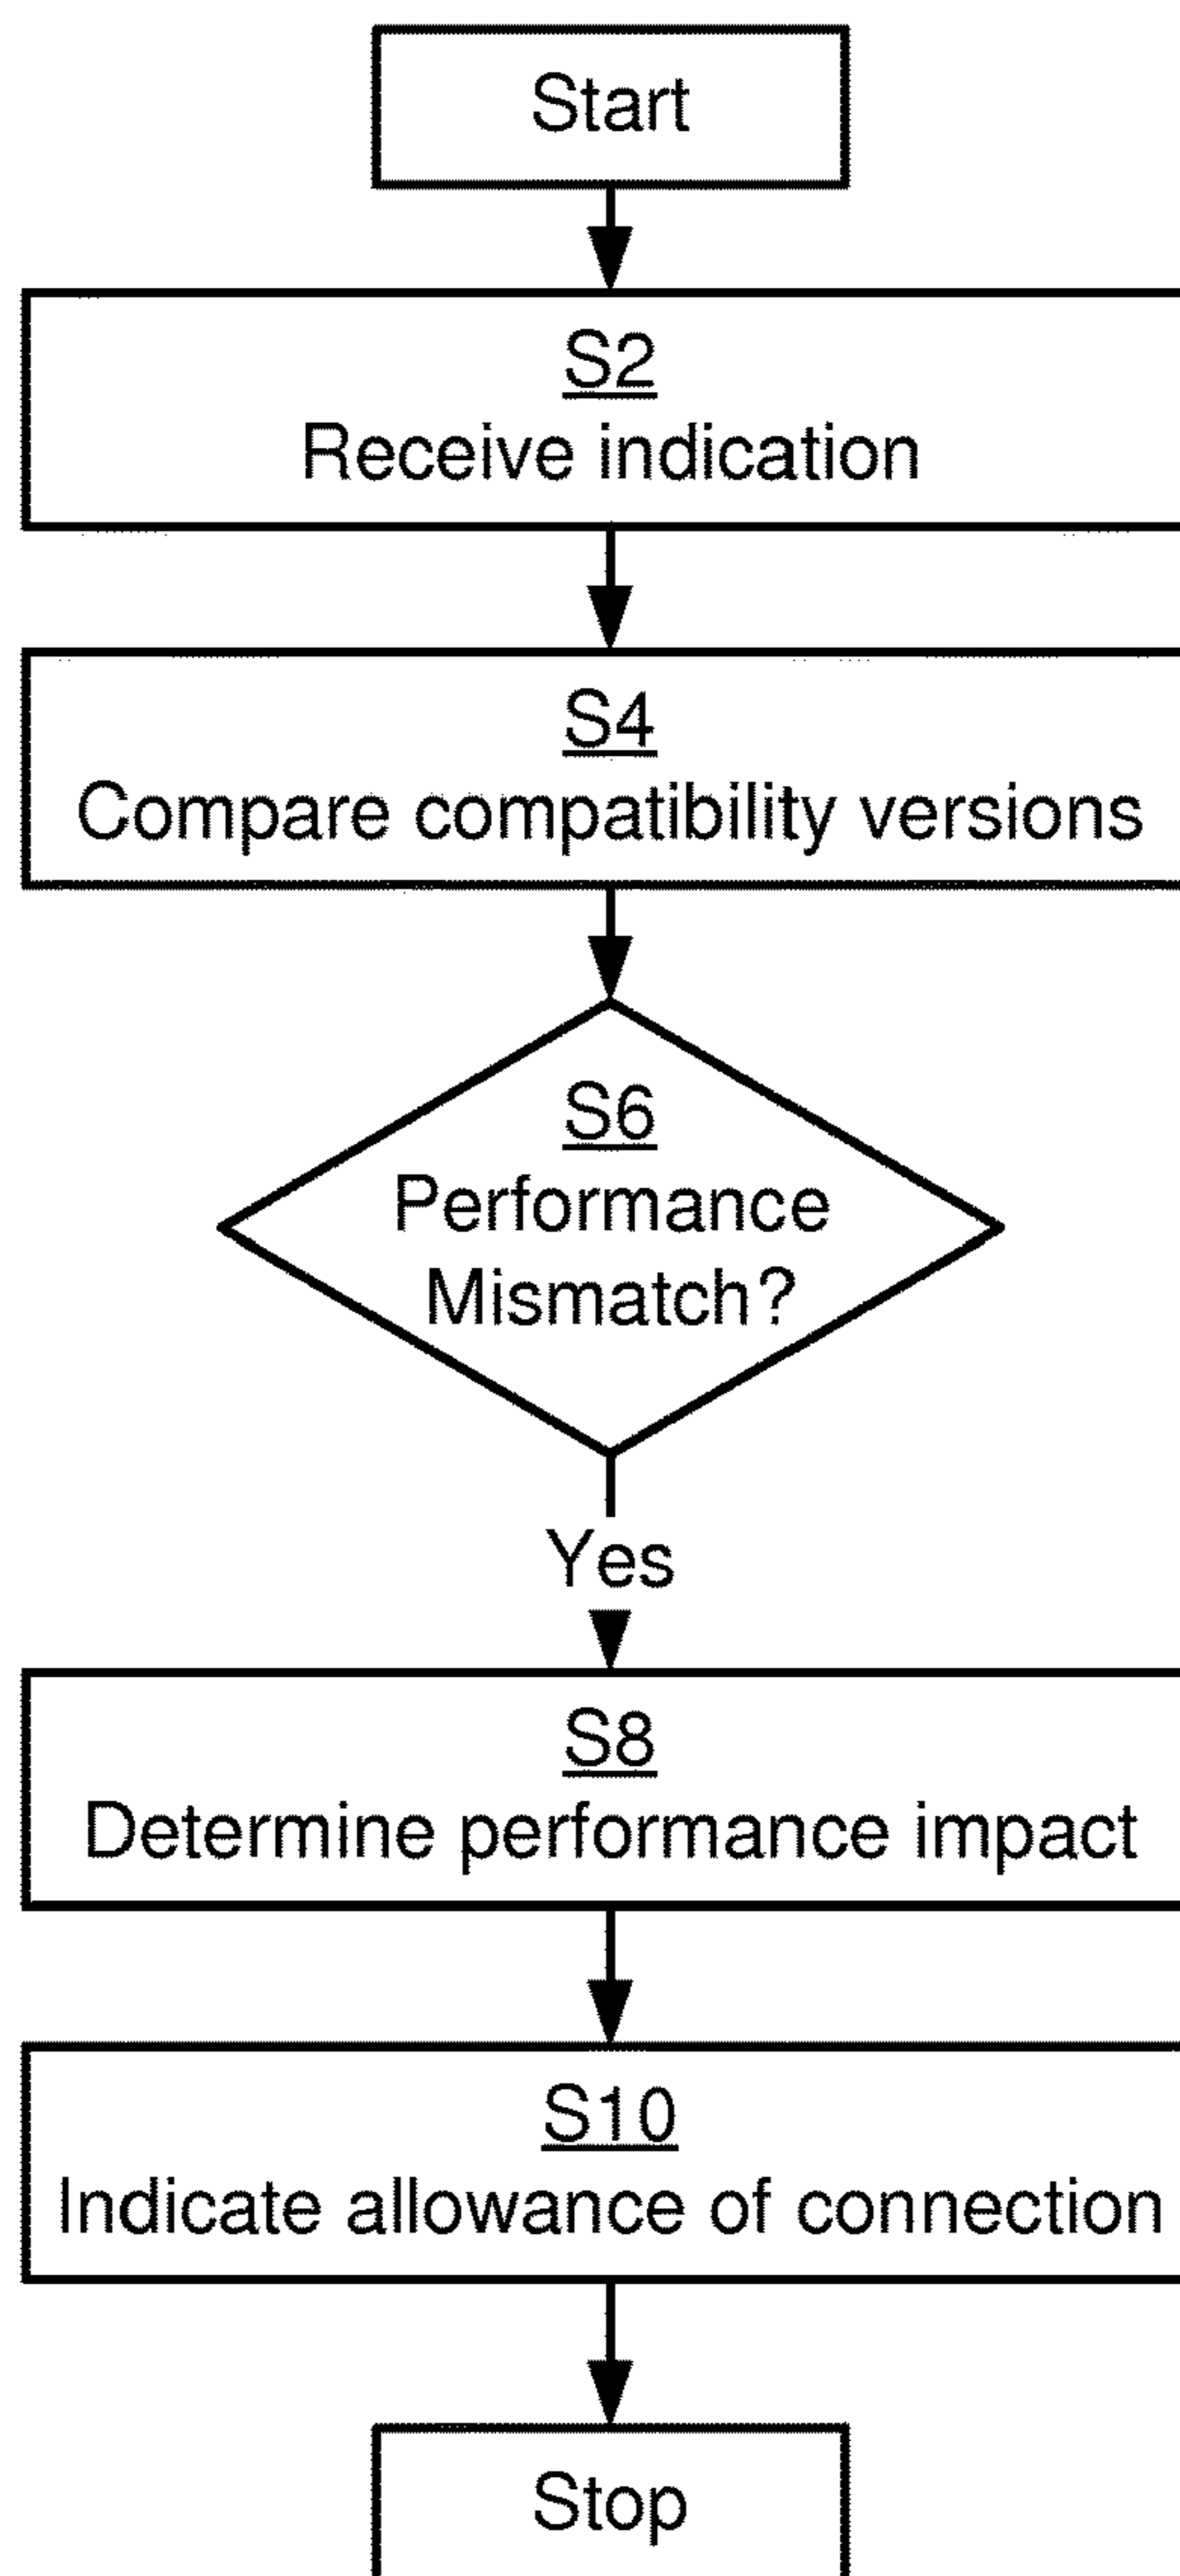 Start
S2
Receive indication
S4
Compare compatibility versions
S6
Performance
Mismatch?
Yes
S8
Determine performance impact
S10
Indicate allowance of connection
Stop